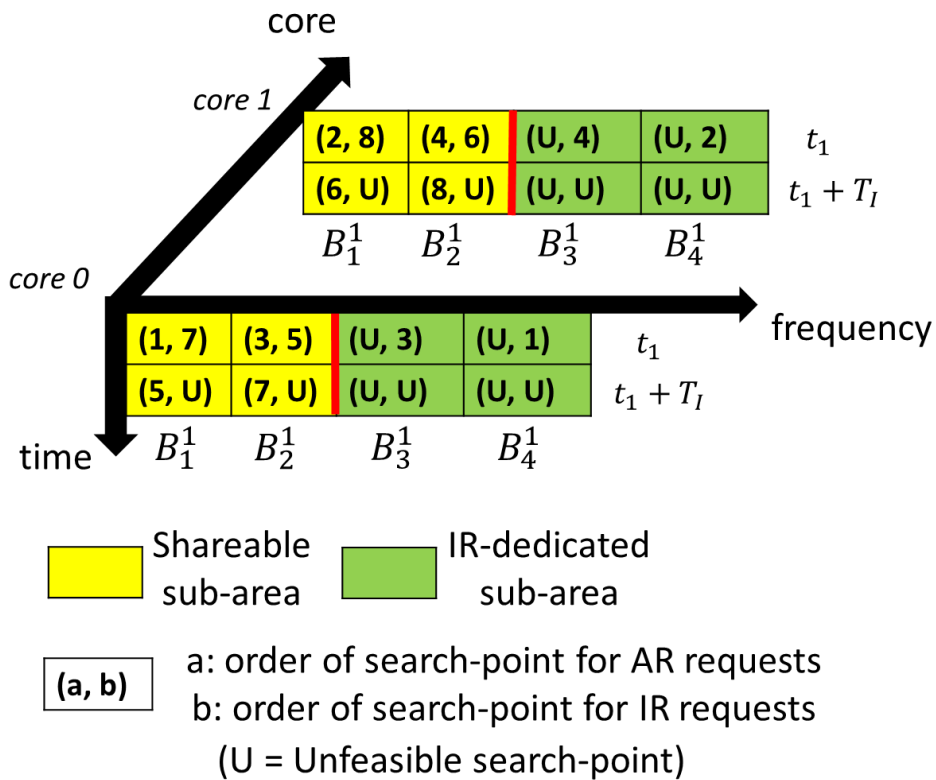 core
core 1
(2, 8) (4, 6) (U, 4) (U, 2) t₁
(6, U) (8, U) (U, U) (U, U) t₁ + T_I
B₁¹ B₂¹ B₃¹ B₄¹
core 0
frequency
(1, 7) (3, 5) (U, 3) (U, 1) t₁
(5, U) (7, U) (U, U) (U, U) t₁ + T_I
B₁¹ B₂¹ B₃¹ B₄¹
time
Shareable
sub-area
IR-dedicated
sub-area
(a, b)
a: order of search-point for AR requests
b: order of search-point for IR requests
(U = Unfeasible search-point)